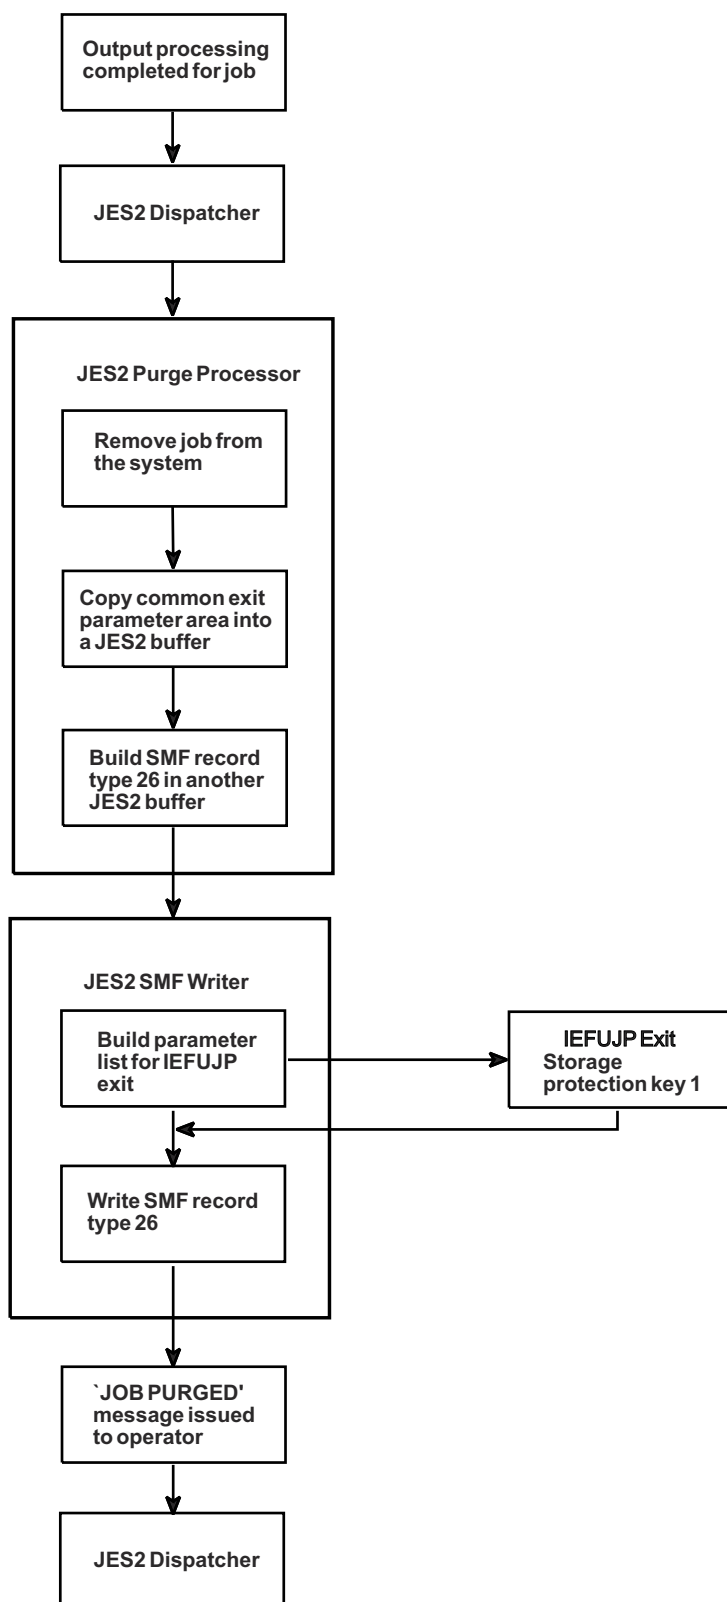 Output processing
completed for job
JES2 Dispatcher
JES2 Purge Processor
Remove job from
the system
Copy common exit
parameter area into
a JES2 buffer
Build SMF record
type 26 in another
JES2 buffer
JES2 SMF Writer
Build parameter
list for IEFUJP
exit
IEFUJP Exit
Storage
protection key 1
Write SMF record
type 26
`JOB PURGED'
message issued
to operator
JES2 Dispatcher